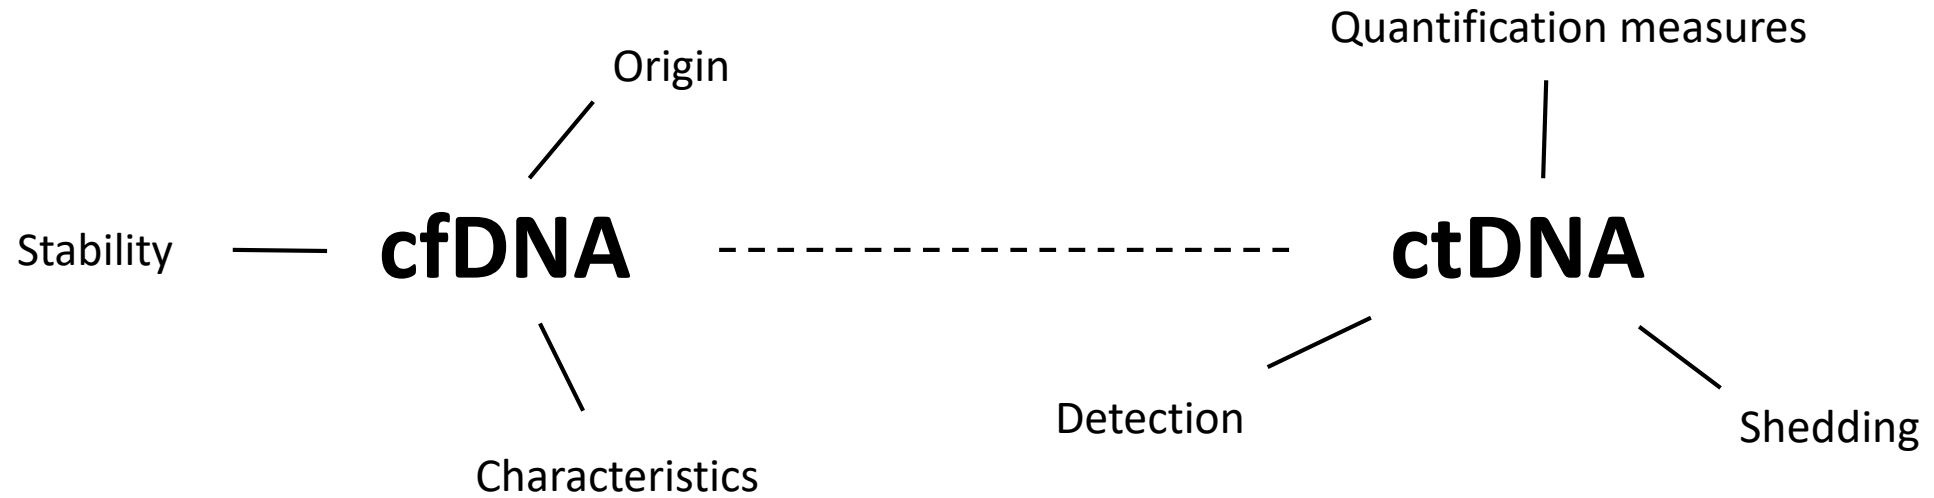 Quantification measures
Origin
Stability
cfDNA
ctDNA
Detection
Shedding
Characteristics